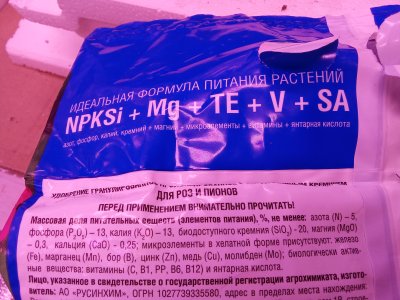 ИДЕАЛЬНАЯ ФОРМУЛА ПИТАНИЯ РАСТЕНИЙ
NPKSi + Mg + TE + V + SA
азот, фосфор, калий, кремний + магний + микроэлементы + витамины + янтарная кислота
УДОБРЕНИЕ
КРЕМНИЕМ
ДЛЯ РОЗ И ПИОНОВ
ПЕРЕД ПРИМЕНЕНИЕМ ВНИМАТЕЛЬНО ПРОЧИТАТЬ!
Массовая доля питательных веществ (элементов питания), %, не менее: азота (N) – 5,
фосфора (P₂O₅) – 13, калия (K₂O) – 13, биодоступного кремния (SiO₂) - 20, магния (MgO)
– 0,3, кальция (CaO) - 0,25; микроэлементы в хелатной форме присутствуют: железо
(Fe), марганец (Mn), бор (B), цинк (Zn), медь (Cu), молибден (Mo); биологически актив-
ные вещества: витамины (C, B1, PP, B6, B12) и янтарная кислота.
Лицо, указанное в свидетельстве о государственной регистрации агрохимиката, изгото-
витель: АО «РУСИНХИМ», ОГРН 1027739335580, адрес в пределах места нахожден